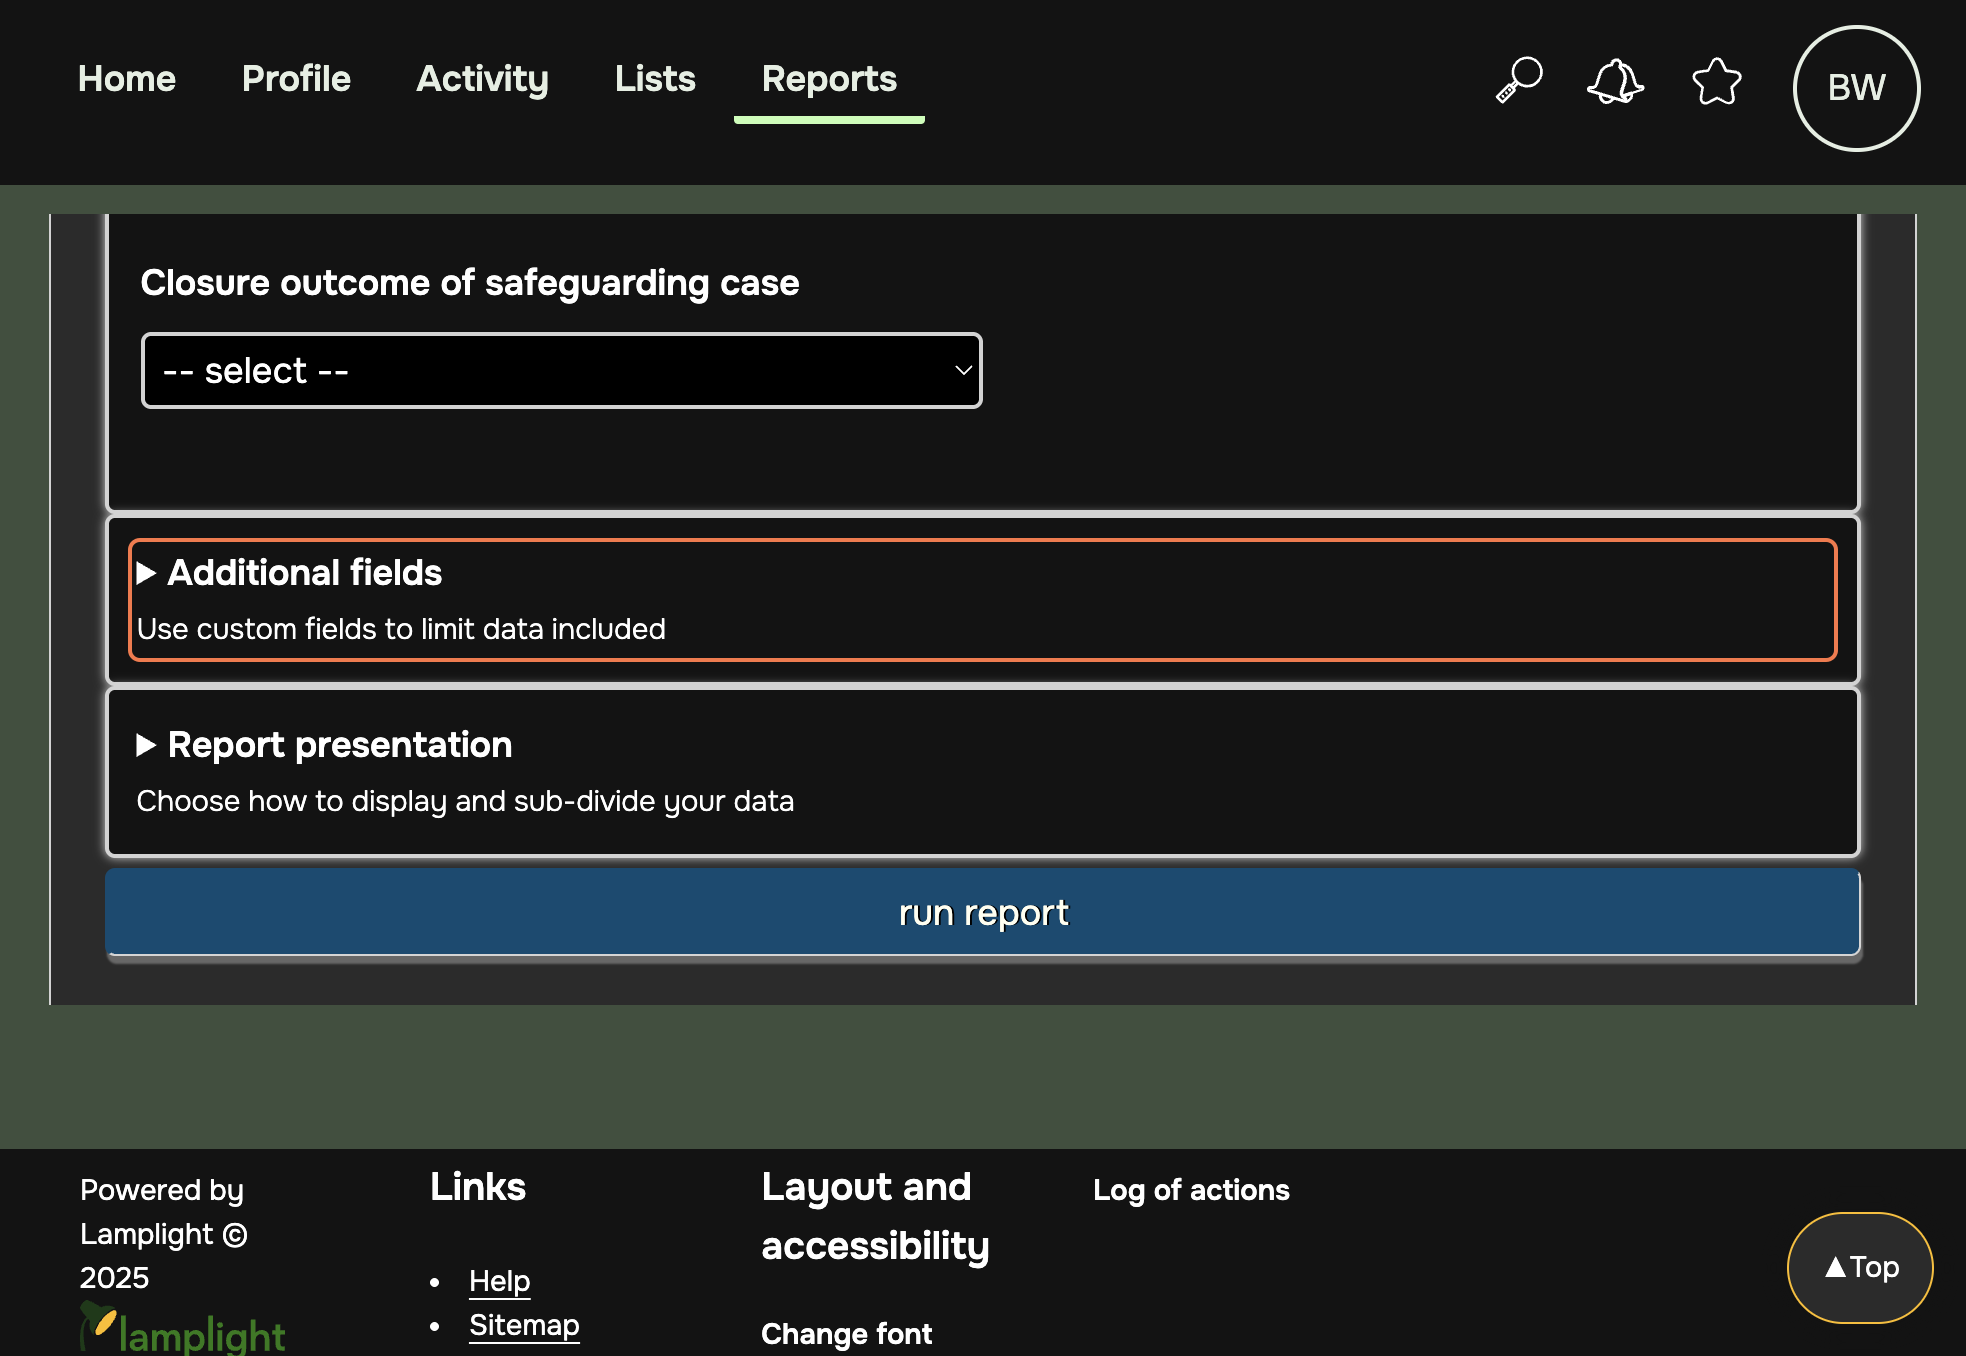 Home Profile Activity Lists Reports BW
Closure outcome of safeguarding case
-- select --
Additional fields
Use custom fields to limit data included
Report presentation
Choose how to display and sub-divide your data
run report
Powered by
Lamplight ©
2025
lamplight
Links
• Help
• Sitemap
Layout and
accessibility
Change font
Log of actions
▲Top